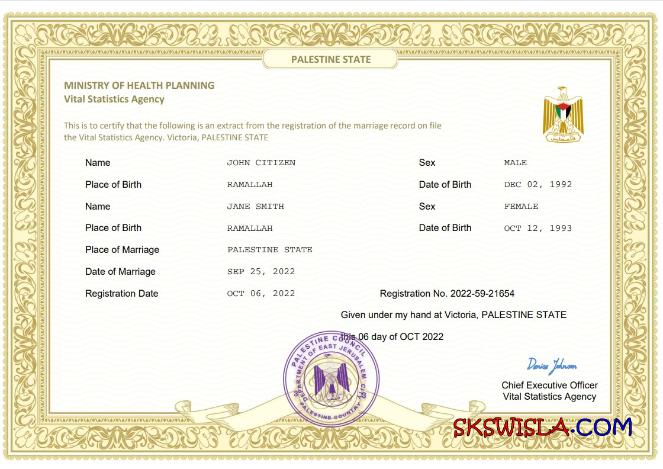 PALESTINE STATE
MINISTRY OF HEALTH PLANNING
Vital Statistics Agency
This is to certify that the following is an extract from the registration of the marriage record on file
the Vital Statistics Agency. Victoria, PALESTINE STATE
Name JOHN CITIZEN Sex MALE
Place of Birth RAMALLAH Date of Birth DEC 02, 1992
Name JANE SMITH Sex FEMALE
Place of Birth RAMALLAH Date of Birth OCT 12, 1993
Place of Marriage PALESTINE STATE
Date of Marriage SEP 25, 2022
Registration Date OCT 06, 2022 Registration No. 2022-59-21654
Given under my hand at Victoria, PALESTINE STATE
this 06 day of OCT 2022
PALESTINE COUNCIL
OF EAST JERUSALEM
PALESTINE COUNTRY
Denise Johnson
Chief Executive Officer
Vital Statistics Agency
SKSWISLA.COM